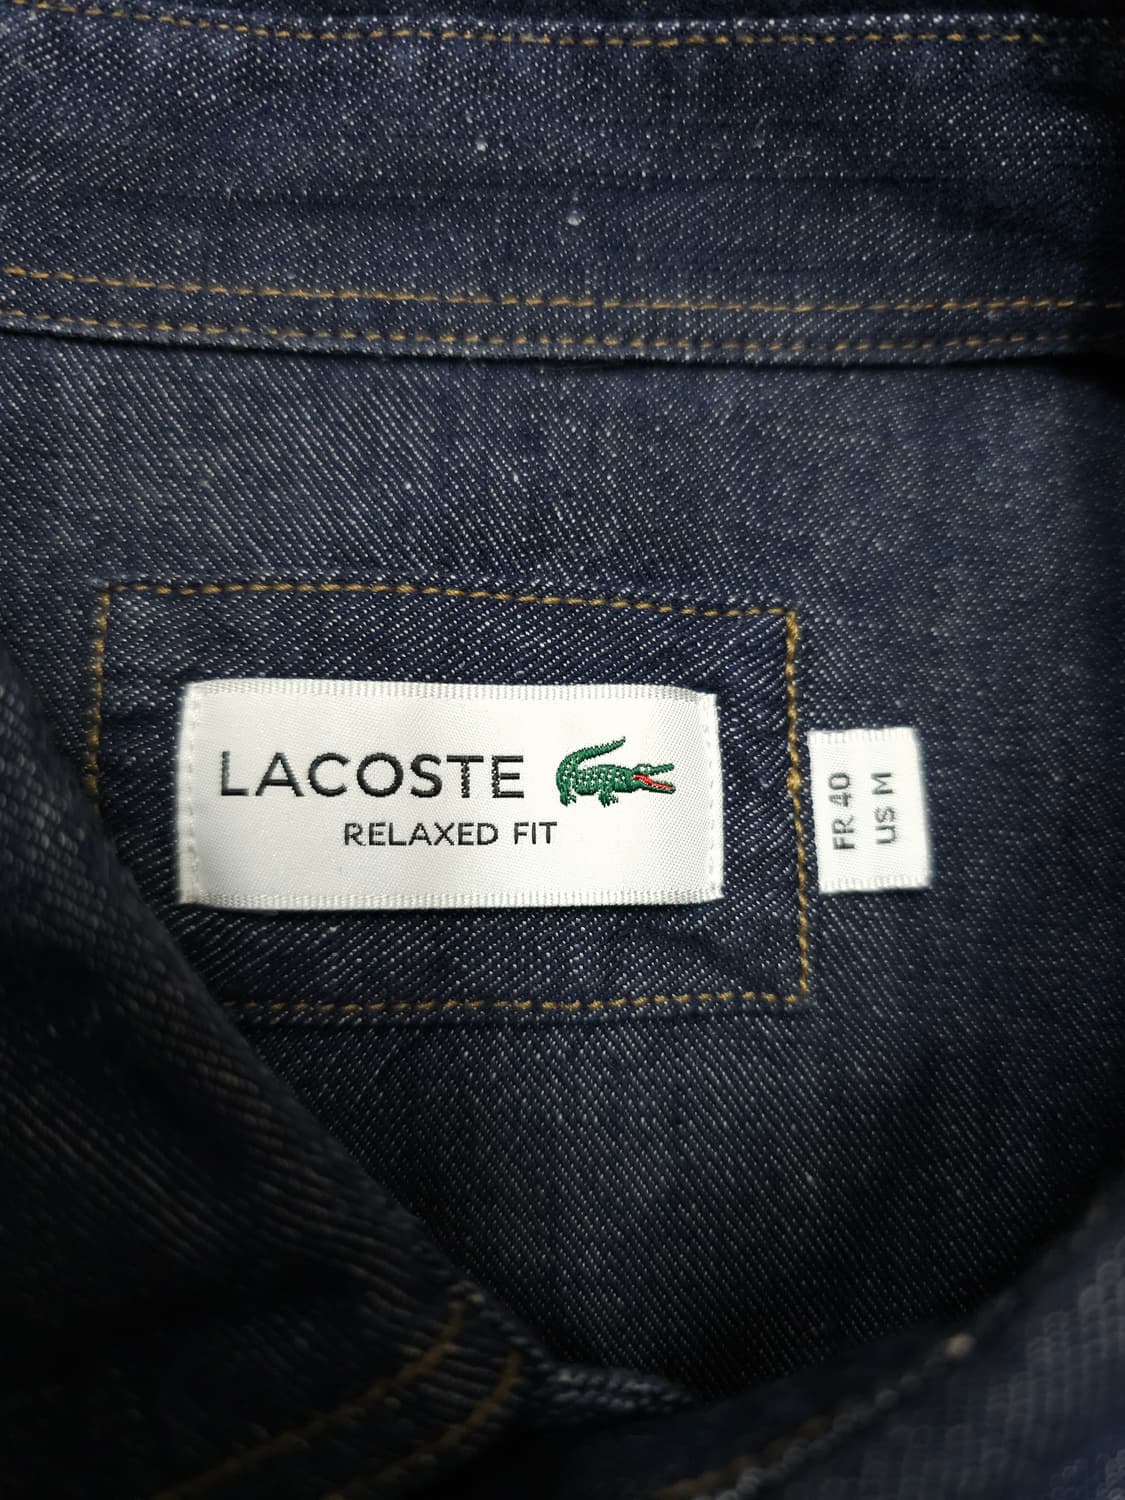 LACOSTE
RELAXED FIT
FR 40
US M